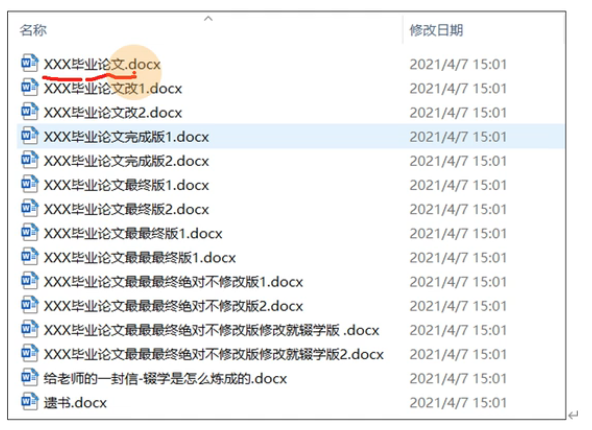 名称 修改日期
XXX毕业论文.docx 2021/4/7 15:01
XXX毕业论文改1.docx 2021/4/7 15:01
XXX毕业论文改2.docx 2021/4/7 15:01
XXX毕业论文完成版1.docx 2021/4/7 15:01
XXX毕业论文完成版2.docx 2021/4/7 15:01
XXX毕业论文最终版1.docx 2021/4/7 15:01
XXX毕业论文最终版2.docx 2021/4/7 15:01
XXX毕业论文最最终版1.docx 2021/4/7 15:01
XXX毕业论文最最最终版1.docx 2021/4/7 15:01
XXX毕业论文最最最终绝对不修改版1.docx 2021/4/7 15:01
XXX毕业论文最最最终绝对不修改版2.docx 2021/4/7 15:01
XXX毕业论文最最最终绝对不修改版修改就辍学版 .docx 2021/4/7 15:01
XXX毕业论文最最最终绝对不修改版修改就辍学版2.docx 2021/4/7 15:01
给老师的一封信-辍学是怎么炼成的.docx 2021/4/7 15:01
遗书.docx 2021/4/7 15:01